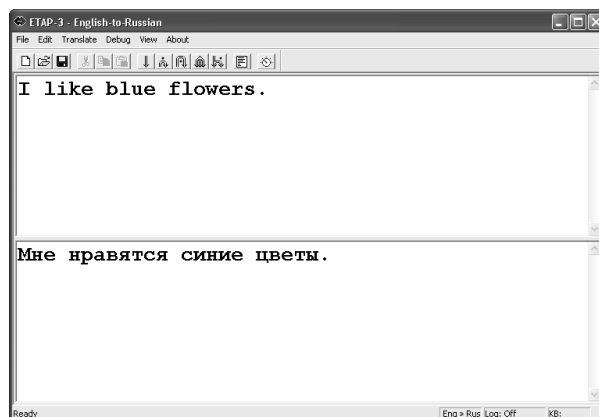 ETAP-3 - English-to-Russian
File Edit Translate Debug View About
I like blue flowers.
Мне нравятся синие цветы.
Ready Eng » Rus Log: Off KB: